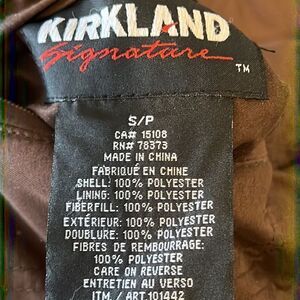 KIRKLAND
Signature ™
S/P
CA# 15108
RN# 78373
MADE IN CHINA
FABRIQUÉ EN CHINE
SHELL: 100% POLYESTER
LINING: 100% POLYESTER
FIBERFILL: 100% POLYESTER
EXTÉRIEUR: 100% POLYESTER
DOUBLURE: 100% POLYESTER
FIBRES DE REMBOURRAGE:
100% POLYESTER
CARE ON REVERSE
ENTRETIEN AU VERSO
ITM. / ART. 101442